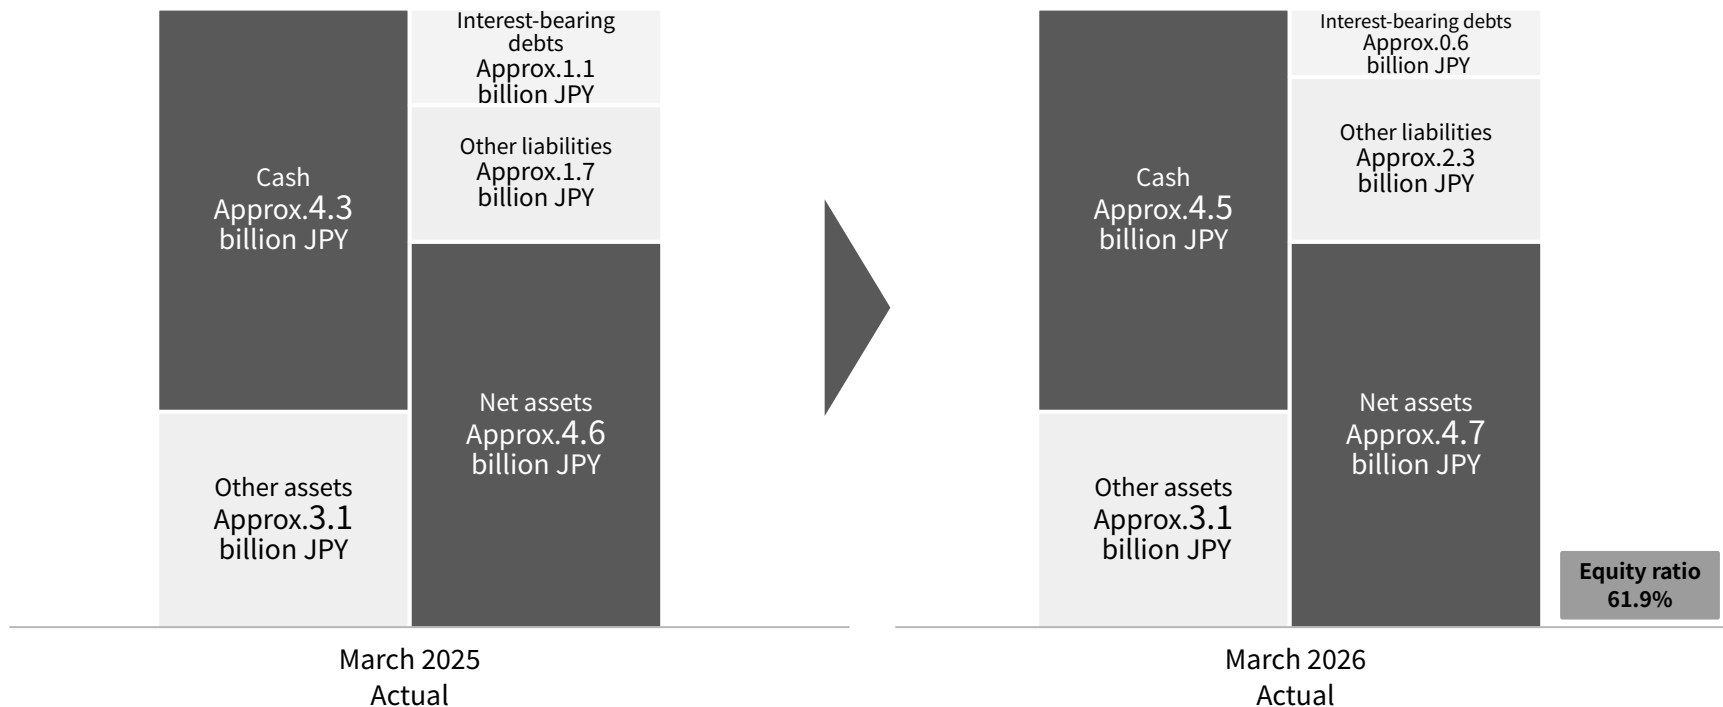 Cash
Approx.4.3
billion JPY
Other assets
Approx.3.1
billion JPY
Interest-bearing
debts
Approx.1.1
billion JPY
Other liabilities
Approx.1.7
billion JPY
Net assets
Approx.4.6
billion JPY
March 2025
Actual
Cash
Approx.4.5
billion JPY
Other assets
Approx.3.1
billion JPY
Interest-bearing debts
Approx.0.6
billion JPY
Other liabilities
Approx.2.3
billion JPY
Net assets
Approx.4.7
billion JPY
Equity ratio
61.9%
March 2026
Actual